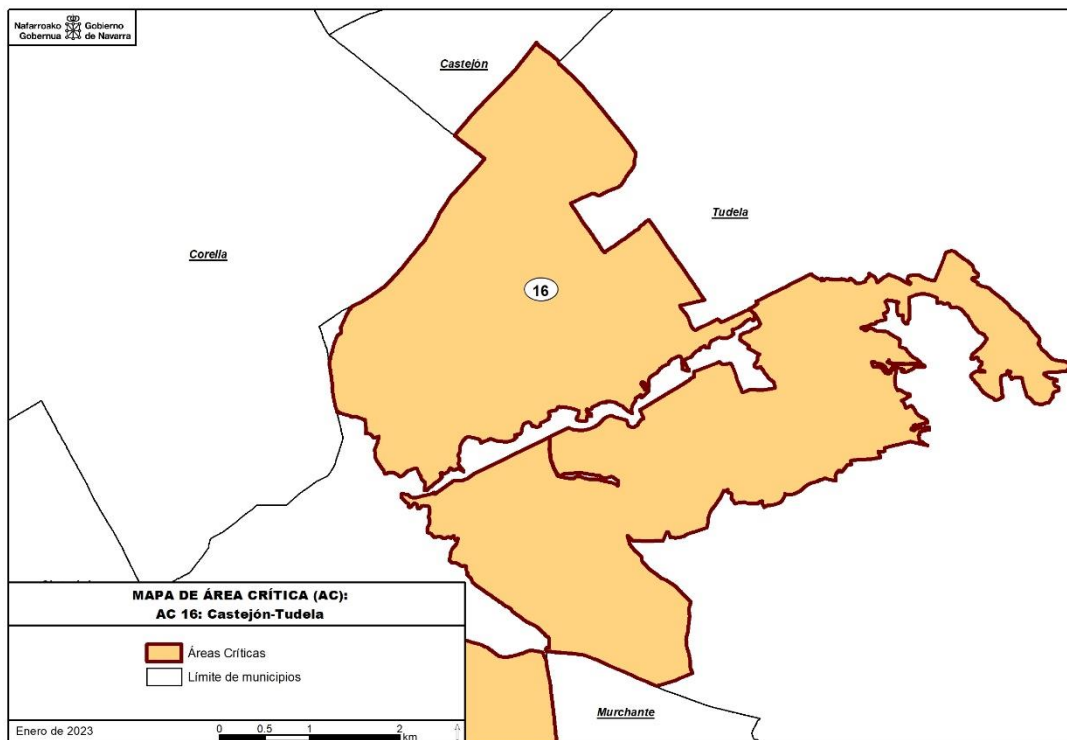 Nafarroako Gobierno
Gobernua de Navarra
Castejón
Tudela
Corella
16
MAPA DE ÁREA CRÍTICA (AC):
AC 16: Castejón-Tudela
Áreas Críticas
Límite de municipios
Murchante
Enero de 2023
0 0.5 1 2
km